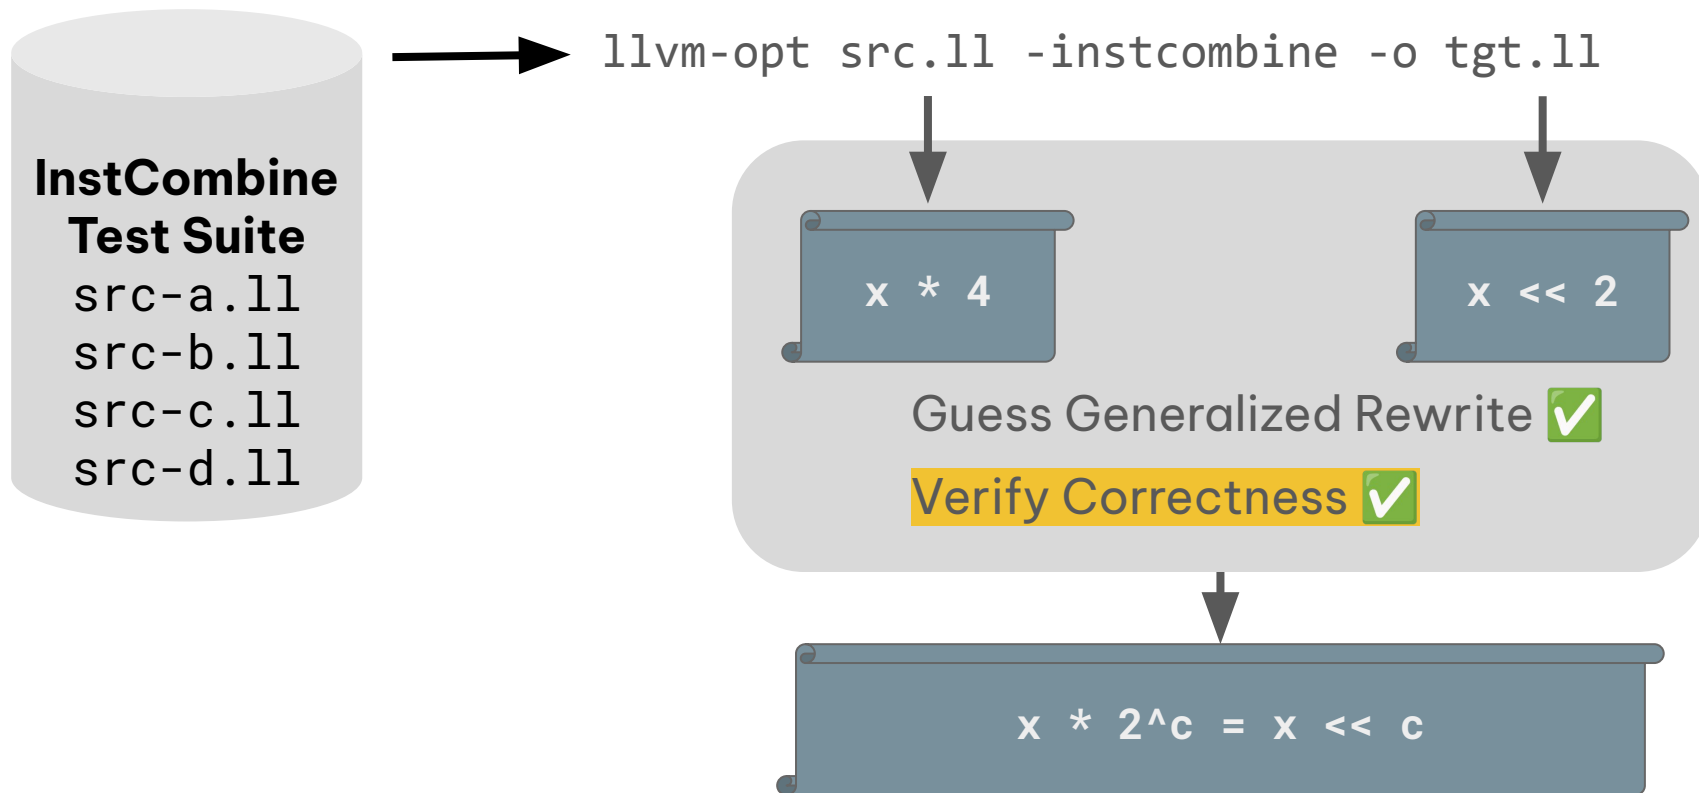 llvm-opt src.ll -instcombine -o tgt.ll
InstCombine
Test Suite
src-a.ll
src-b.ll
src-c.ll
src-d.ll
x * 4
x << 2
Guess Generalized Rewrite ✅
Verify Correctness ✅
x * 2^c = x << c